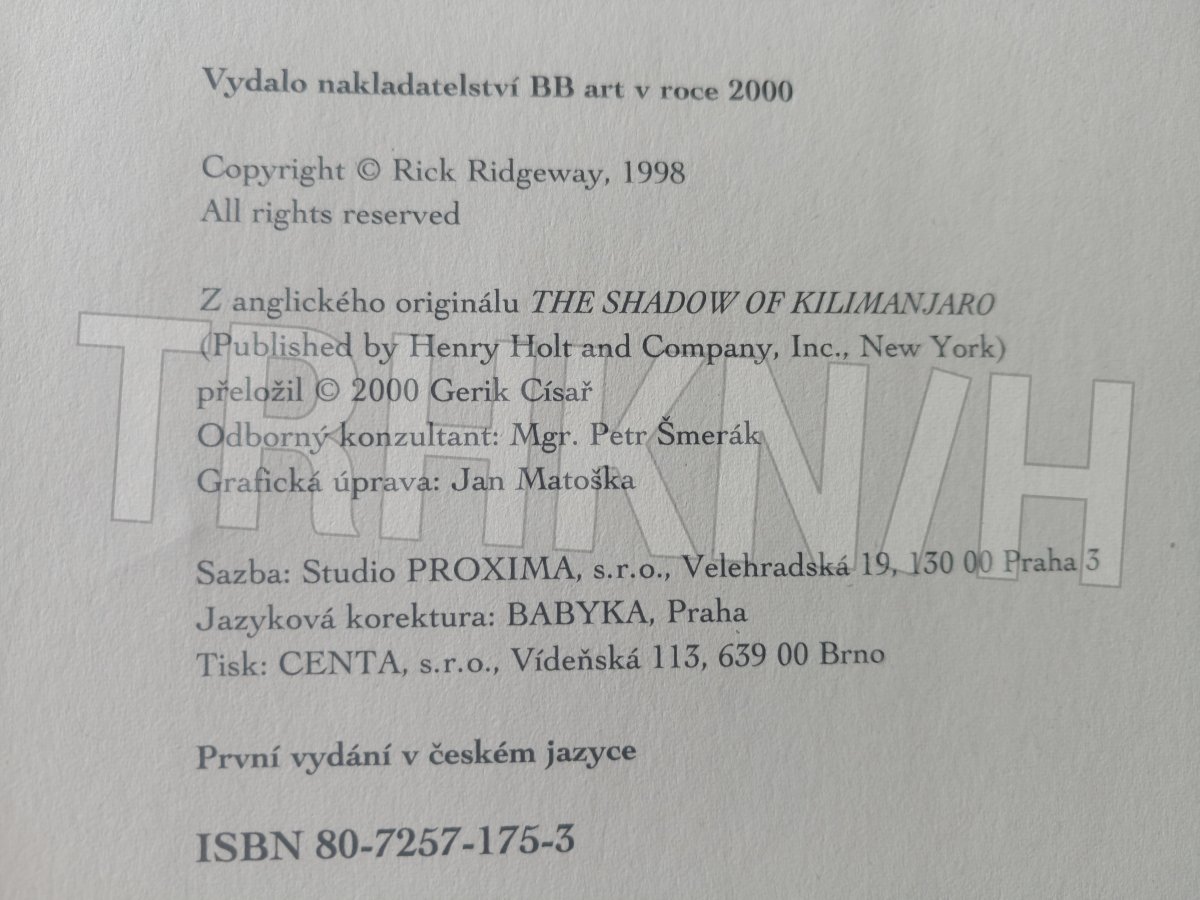 Vydalo nakladatelství BB art v roce 2000
Copyright © Rick Ridgeway, 1998
All rights reserved
Z anglického originálu THE SHADOW OF KILIMANJARO
(Published by Henry Holt and Company, Inc., New York)
přeložil © 2000 Gerik Císař
Odborný konzultant: Mgr. Petr Šmerák
Grafická úprava: Jan Matoška
TRHKN/H
Sazba: Studio PROXIMA, s.r.o., Velehradská 19, 130 00 Praha 3
Jazyková korektura: BABYKA, Praha
Tisk: CENTA, s.r.o., Vídeňská 113, 639 00 Brno
První vydání v českém jazyce
ISBN 80-7257-175-3